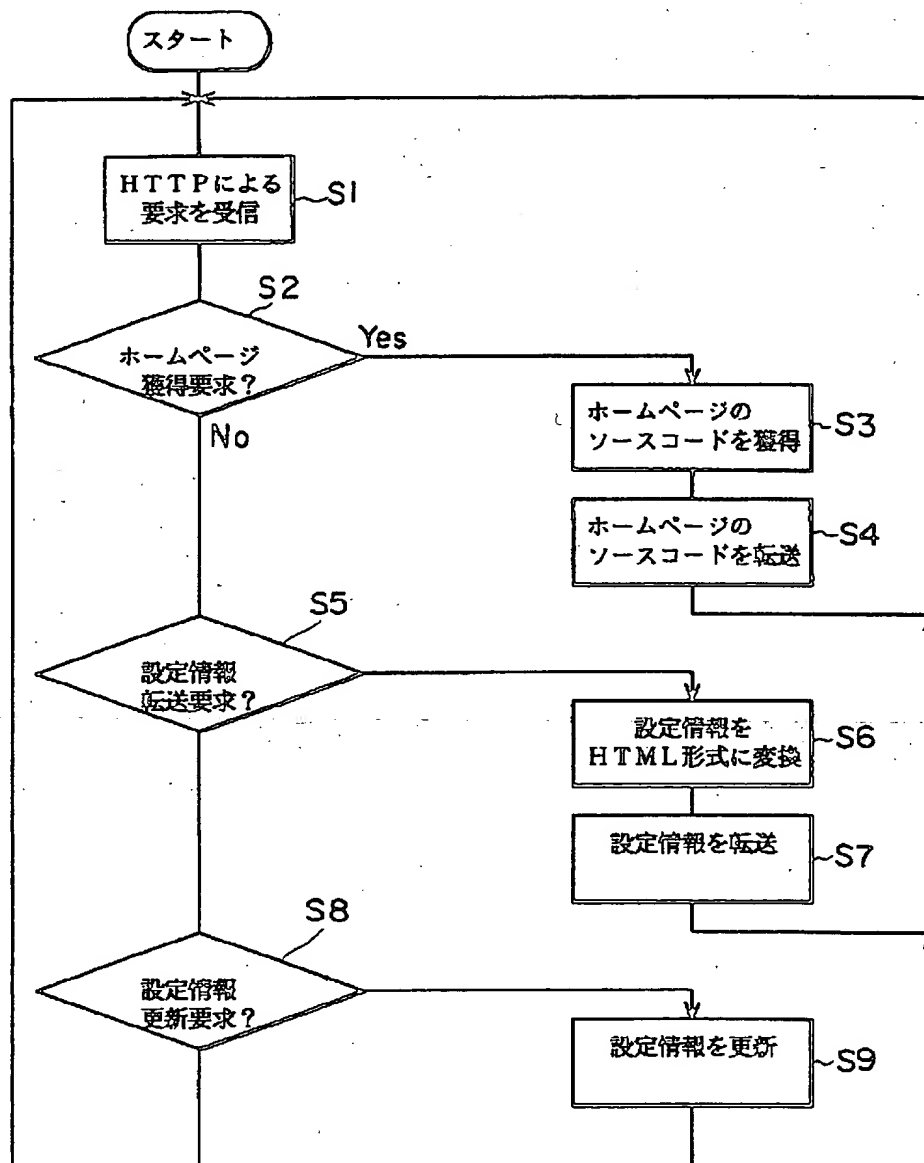 スタート
HTTPによる
要求を受信
S1
S2
ホームページ
獲得要求?
Yes
No
ホームページの
ソースコードを獲得
S3
ホームページの
ソースコードを転送
S4
S5
設定情報
転送要求?
設定情報を
HTML形式に変換
S6
設定情報を転送
S7
S8
設定情報
更新要求?
設定情報を更新
S9